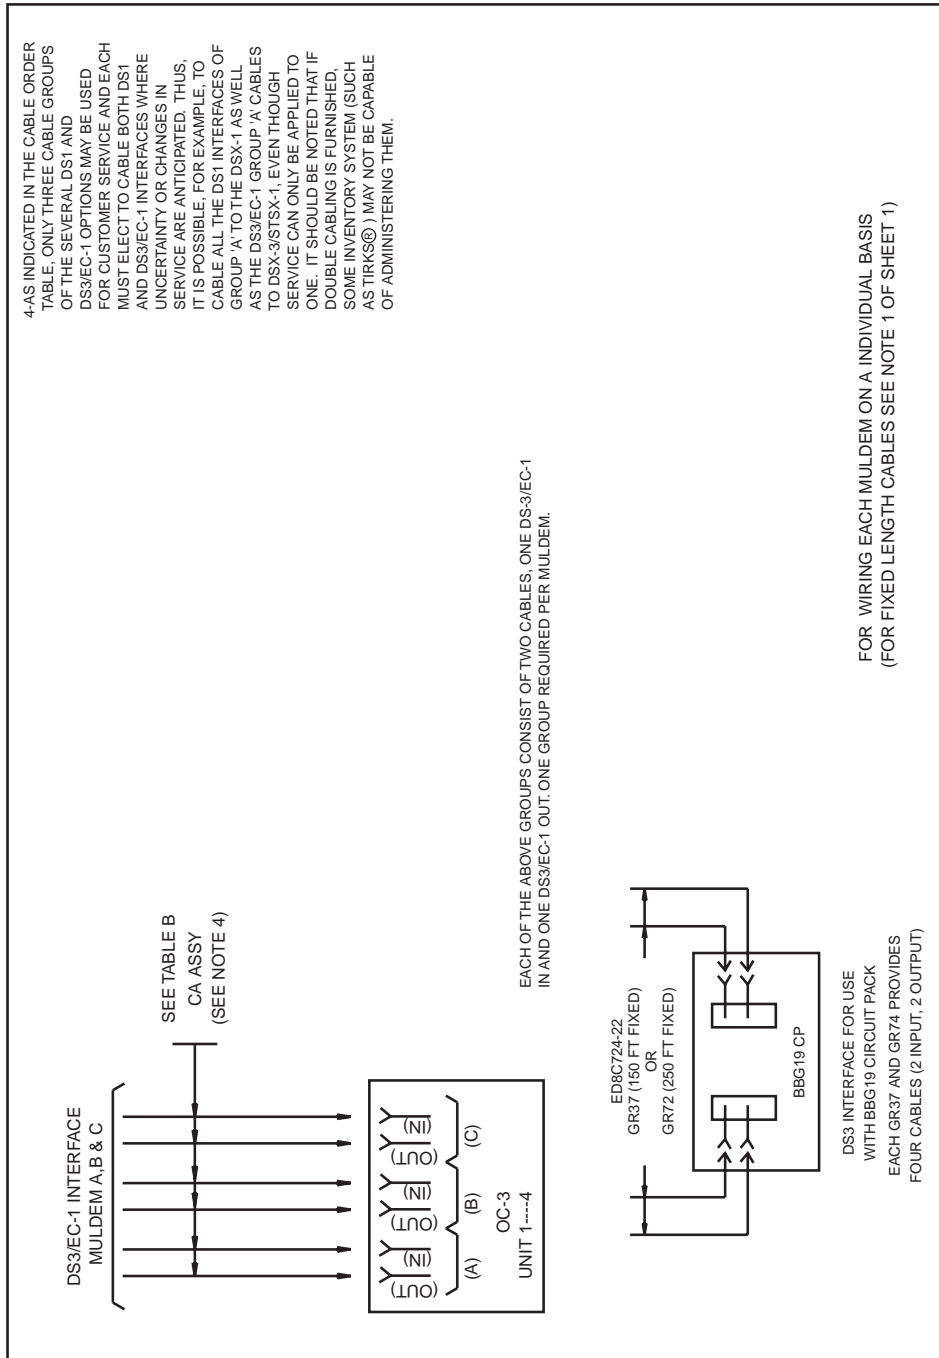 4-AS INDICATED IN THE CABLE ORDER
TABLE, ONLY THREE CABLE GROUPS
OF THE SEVERAL DS1 AND
DS3/EC-1 OPTIONS MAY BE USED
FOR CUSTOMER SERVICE AND EACH
MUST ELECT TO CABLE BOTH DS1
AND DS3/EC-1 INTERFACES WHERE
UNCERTAINTY OR CHANGES IN
SERVICE ARE ANTICIPATED. THUS,
IT IS POSSIBLE, FOR EXAMPLE, TO
CABLE ALL THE DS1 INTERFACES OF
GROUP 'A' TO THE DSX-1 AS WELL
AS THE DS3/EC-1 GROUP 'A' CABLES
TO DSX-3/STSX-1, EVEN THOUGH
SERVICE CAN ONLY BE APPLIED TO
ONE. IT SHOULD BE NOTED THAT IF
DOUBLE CABLING IS FURNISHED,
SOME INVENTORY SYSTEM (SUCH
AS TIRKS®) MAY NOT BE CAPABLE
OF ADMINISTERING THEM.
DS3/EC-1 INTERFACE
MULDEM A,B & C
SEE TABLE B
CA ASSY
(SEE NOTE 4)
(OUT)
(IN)
(OUT)
(IN)
(OUT)
(IN)
(A)
(B)
(C)
OC-3
UNIT 1----4
EACH OF THE ABOVE GROUPS CONSIST OF TWO CABLES, ONE DS-3/EC-1
IN AND ONE DS3/EC-1 OUT. ONE GROUP REQUIRED PER MULDEM.
ED8C724-22
GR37 (150 FT FIXED)
OR
GR72 (250 FT FIXED)
BBG19 CP
DS3 INTERFACE FOR USE
WITH BBG19 CIRCUIT PACK
EACH GR37 AND GR74 PROVIDES
FOUR CABLES (2 INPUT, 2 OUTPUT)
FOR WIRING EACH MULDEM ON A INDIVIDUAL BASIS
(FOR FIXED LENGTH CABLES SEE NOTE 1 OF SHEET 1)